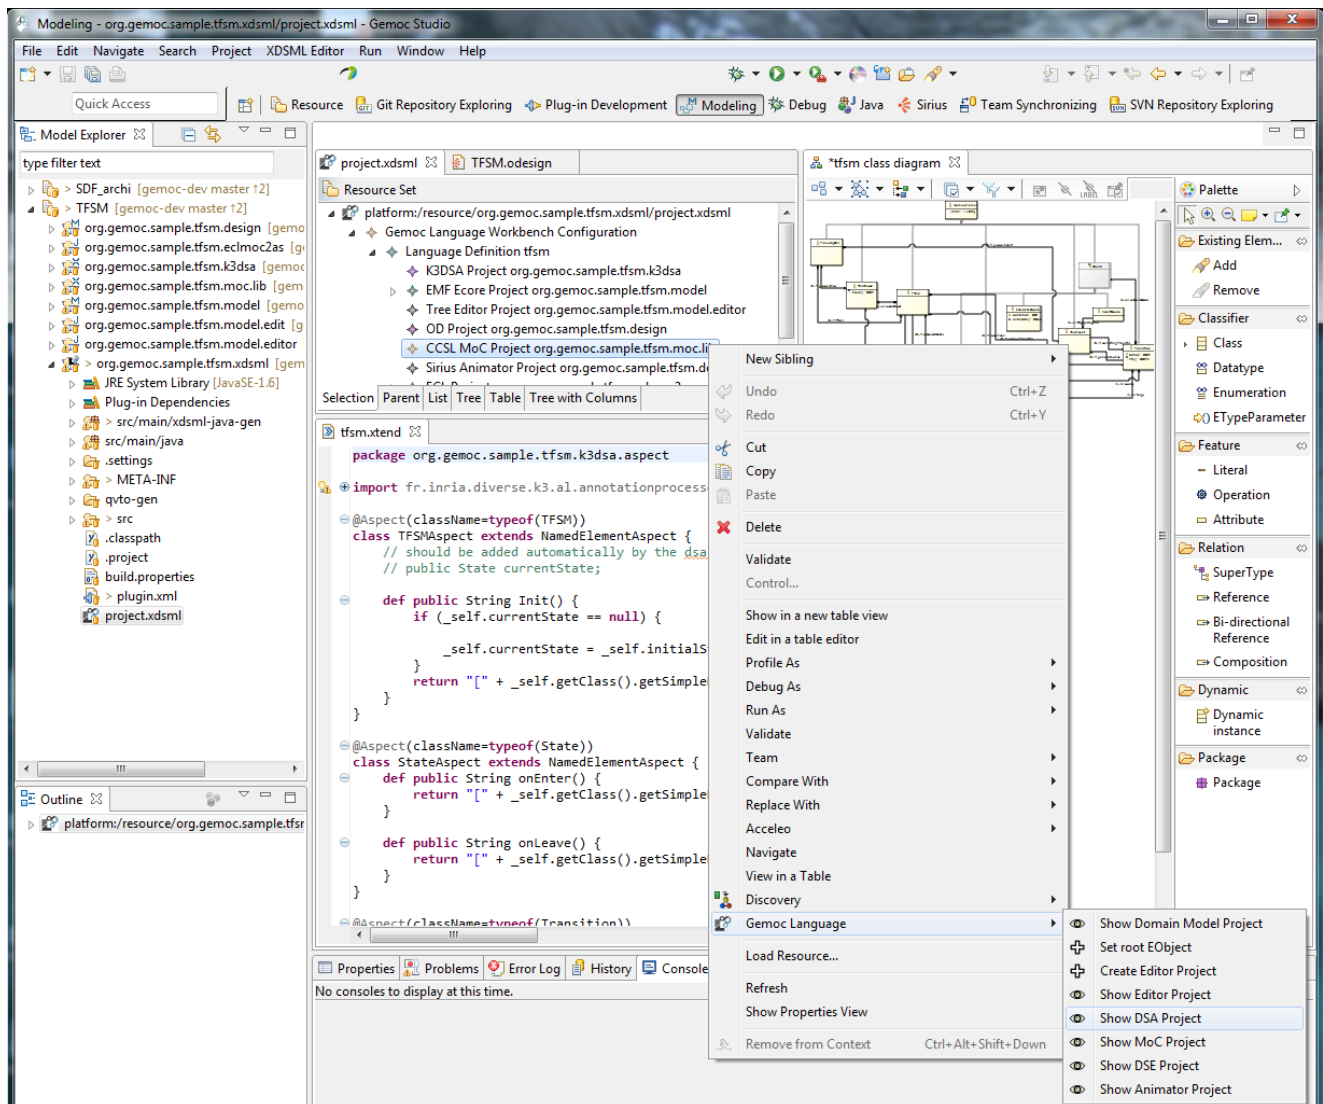 Modeling - org.gemoc.sample.tfsm.xdsml/project.xdsml - Gemoc Studio
File Edit Navigate Search Project XDSML Editor Run Window Help
Quick Access
Resource Git Repository Exploring Plug-in Development Modeling Debug Java Sirius Team Synchronizing SVN Repository Exploring
Model Explorer
type filter text
> SDF_archi [gemoc-dev master ↑2]
> TFSM [gemoc-dev master ↑2]
org.gemoc.sample.tfsm.design [gemo
org.gemoc.sample.tfsm.eclmoc2as [g
org.gemoc.sample.tfsm.k3dsa [gemoc
org.gemoc.sample.tfsm.moc.lib [gem
org.gemoc.sample.tfsm.model [gemo
org.gemoc.sample.tfsm.model.edit [g
org.gemoc.sample.tfsm.model.editor
> org.gemoc.sample.tfsm.xdsml [gem
JRE System Library [JavaSE-1.6]
Plug-in Dependencies
> src/main/xdsml-java-gen
src/main/java
.settings
> META-INF
qvto-gen
> src
.classpath
.project
build.properties
> plugin.xml
project.xdsml
Outline
platform:/resource/org.gemoc.sample.tfsr
project.xdsml
TFSM.odesign
Resource Set
platform:/resource/org.gemoc.sample.tfsm.xdsml/project.xdsml
Gemoc Language Workbench Configuration
Language Definition tfsm
K3DSA Project org.gemoc.sample.tfsm.k3dsa
EMF Ecore Project org.gemoc.sample.tfsm.model
Tree Editor Project org.gemoc.sample.tfsm.model.editor
OD Project org.gemoc.sample.tfsm.design
CCSL MoC Project org.gemoc.sample.tfsm.moc.li
Sirius Animator Project org.gemoc.sample.tfsm.de
Selection Parent List Tree Table Tree with Columns
tfsm.xtend
package org.gemoc.sample.tfsm.k3dsa.aspect
import fr.inria.diverse.k3.al.annotationprocess
@Aspect(className=typeof(TFSM))
class TFSMAspect extends NamedElementAspect {
// should be added automatically by the dsa
// public State currentState;
def public String Init() {
if (_self.currentState == null) {
_self.currentState = _self.initialS
}
return "[" + _self.getClass().getSimple
}
}
@Aspect(className=typeof(State))
class StateAspect extends NamedElementAspect {
def public String onEnter() {
return "[" + _self.getClass().getSimple
}
def public String onLeave() {
return "[" + _self.getClass().getSimple
}
}
@Aspect(className=typeof(Transition))
Properties Problems Error Log History Console
No consoles to display at this time.
*tfsm class diagram
Palette
Existing Elem...
Add
Remove
Classifier
Class
Datatype
Enumeration
ETypeParameter
Feature
Literal
Operation
Attribute
Relation
SuperType
Reference
Bi-directional
Reference
Composition
Dynamic
Dynamic
instance
Package
Package
New Sibling
Undo Ctrl+Z
Redo Ctrl+Y
Cut
Copy
Paste
Delete
Validate
Control...
Show in a new table view
Edit in a table editor
Profile As
Debug As
Run As
Validate
Team
Compare With
Replace With
Acceleo
Navigate
View in a Table
Discovery
Gemoc Language
Load Resource...
Refresh
Show Properties View
Remove from Context Ctrl+Alt+Shift+Down
Show Domain Model Project
Set root EObject
Create Editor Project
Show Editor Project
Show DSA Project
Show MoC Project
Show DSE Project
Show Animator Project